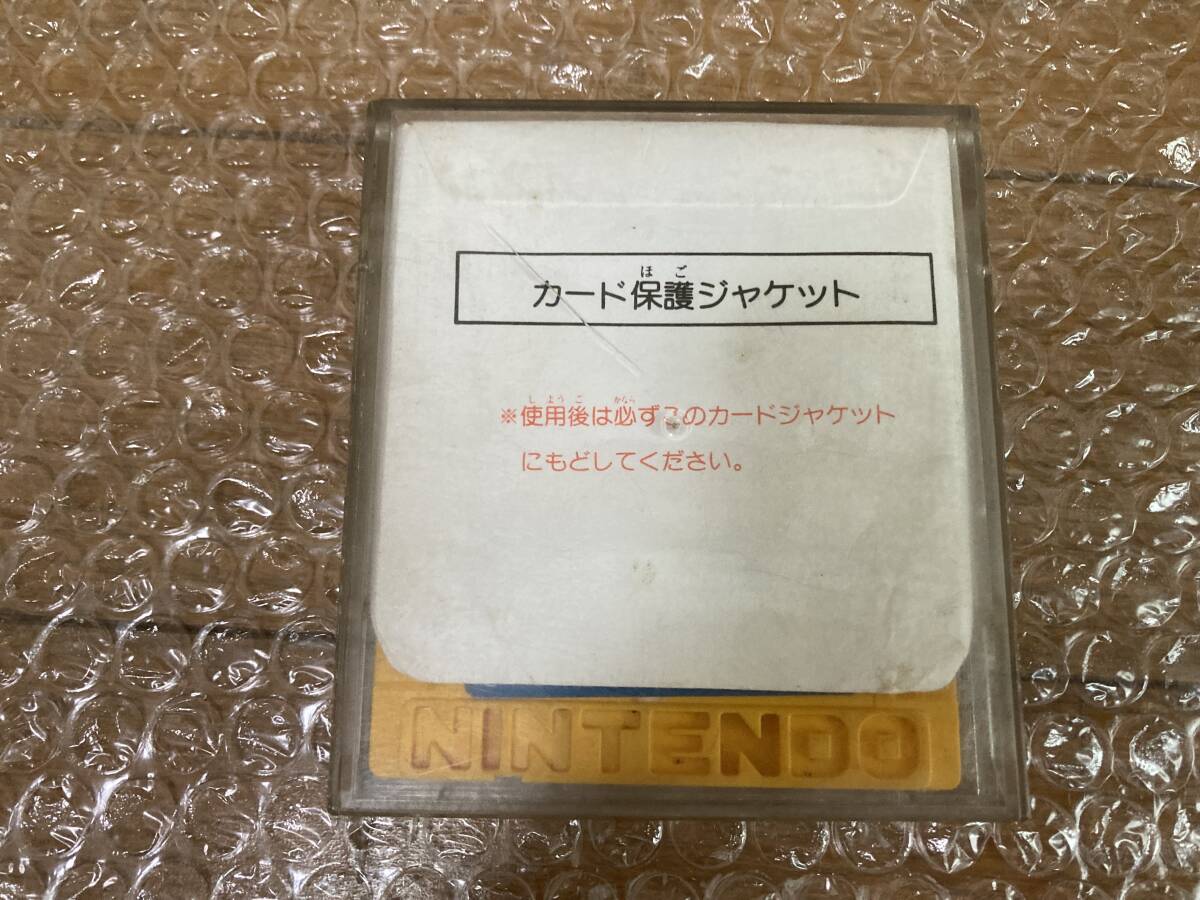 ほご
カード保護ジャケット
しようご かなら
※使用後は必ずこのカードジャケット
にもどしてください。
NINTENDO